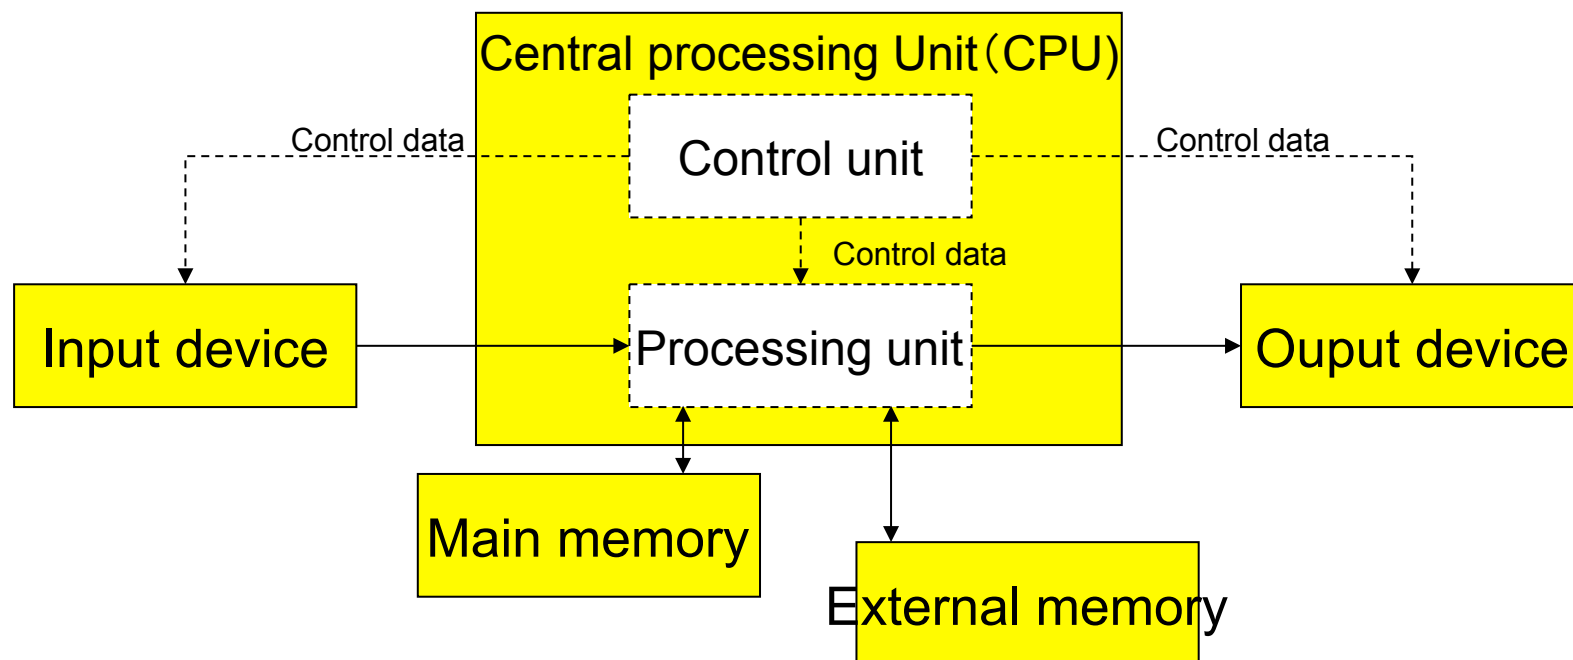 Central processing Unit（CPU)
Control data
Control unit
Control data
Control data
Input device
Processing unit
Ouput device
Main memory
External memory